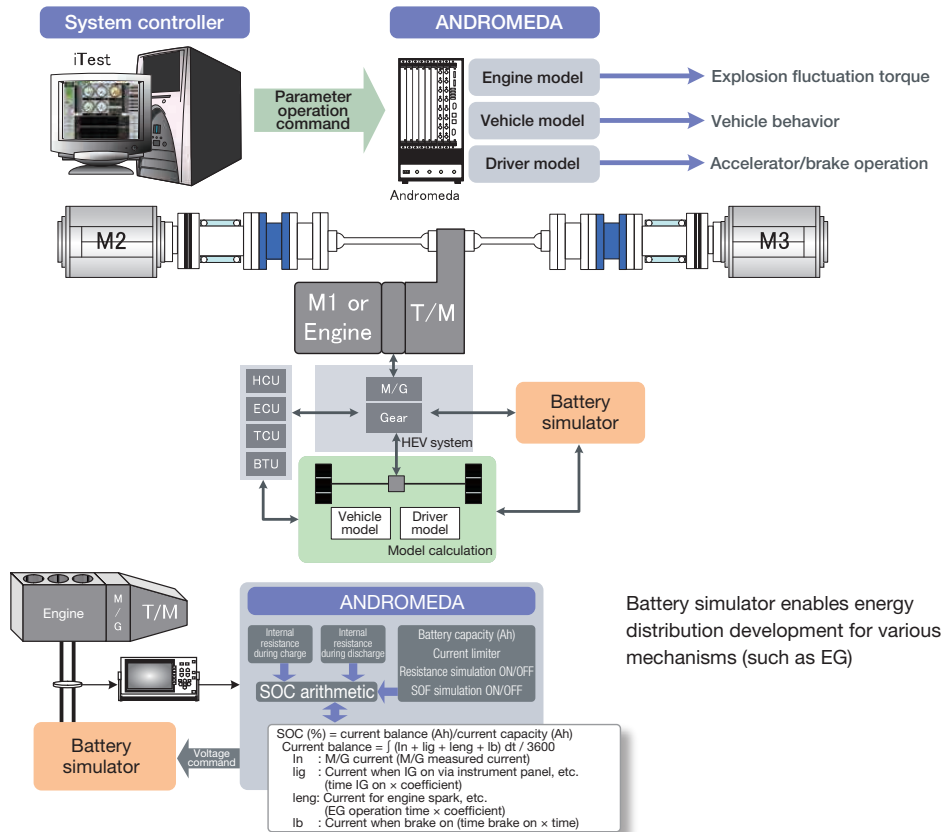 System controller
ANDROMEDA
iTest
Parameter
operation
command
Engine model
Explosion fluctuation torque
Vehicle model
Vehicle behavior
Driver model
Accelerator/brake operation
Andromeda
M2
M3
M1 or
Engine
T/M
HCU
ECU
TCU
BTU
M/G
Gear
HEV system
Battery
simulator
Vehicle
model
Driver
model
Model calculation
Engine
M
/
G
T/M
Battery
simulator
Voltage
command
ANDROMEDA
Internal
resistance
during charge
Internal
resistance
during discharge
Battery capacity (Ah)
Current limiter
Resistance simulation ON/OFF
SOF simulation ON/OFF
SOC arithmetic
SOC (%) = current balance (Ah)/current capacity (Ah)
Current balance = ∫ (In + Iig + Ieng + Ib) dt / 3600
In : M/G current (M/G measured current)
Iig : Current when IG on via instrument panel, etc.
(time IG on × coefficient)
Ieng: Current for engine spark, etc.
(EG operation time × coefficient)
Ib : Current when brake on (time brake on × time)
Battery simulator enables energy
distribution development for various
mechanisms (such as EG)